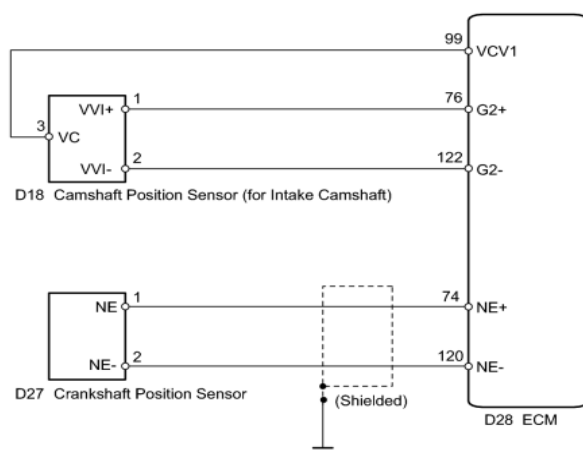 99
VCV1
VVI+ 1 76 G2+
3 VC
VVI- 2 122 G2-
D18 Camshaft Position Sensor (for Intake Camshaft)
NE 1 74 NE+
NE- 2 120 NE-
D27 Crankshaft Position Sensor
(Shielded)
D28 ECM